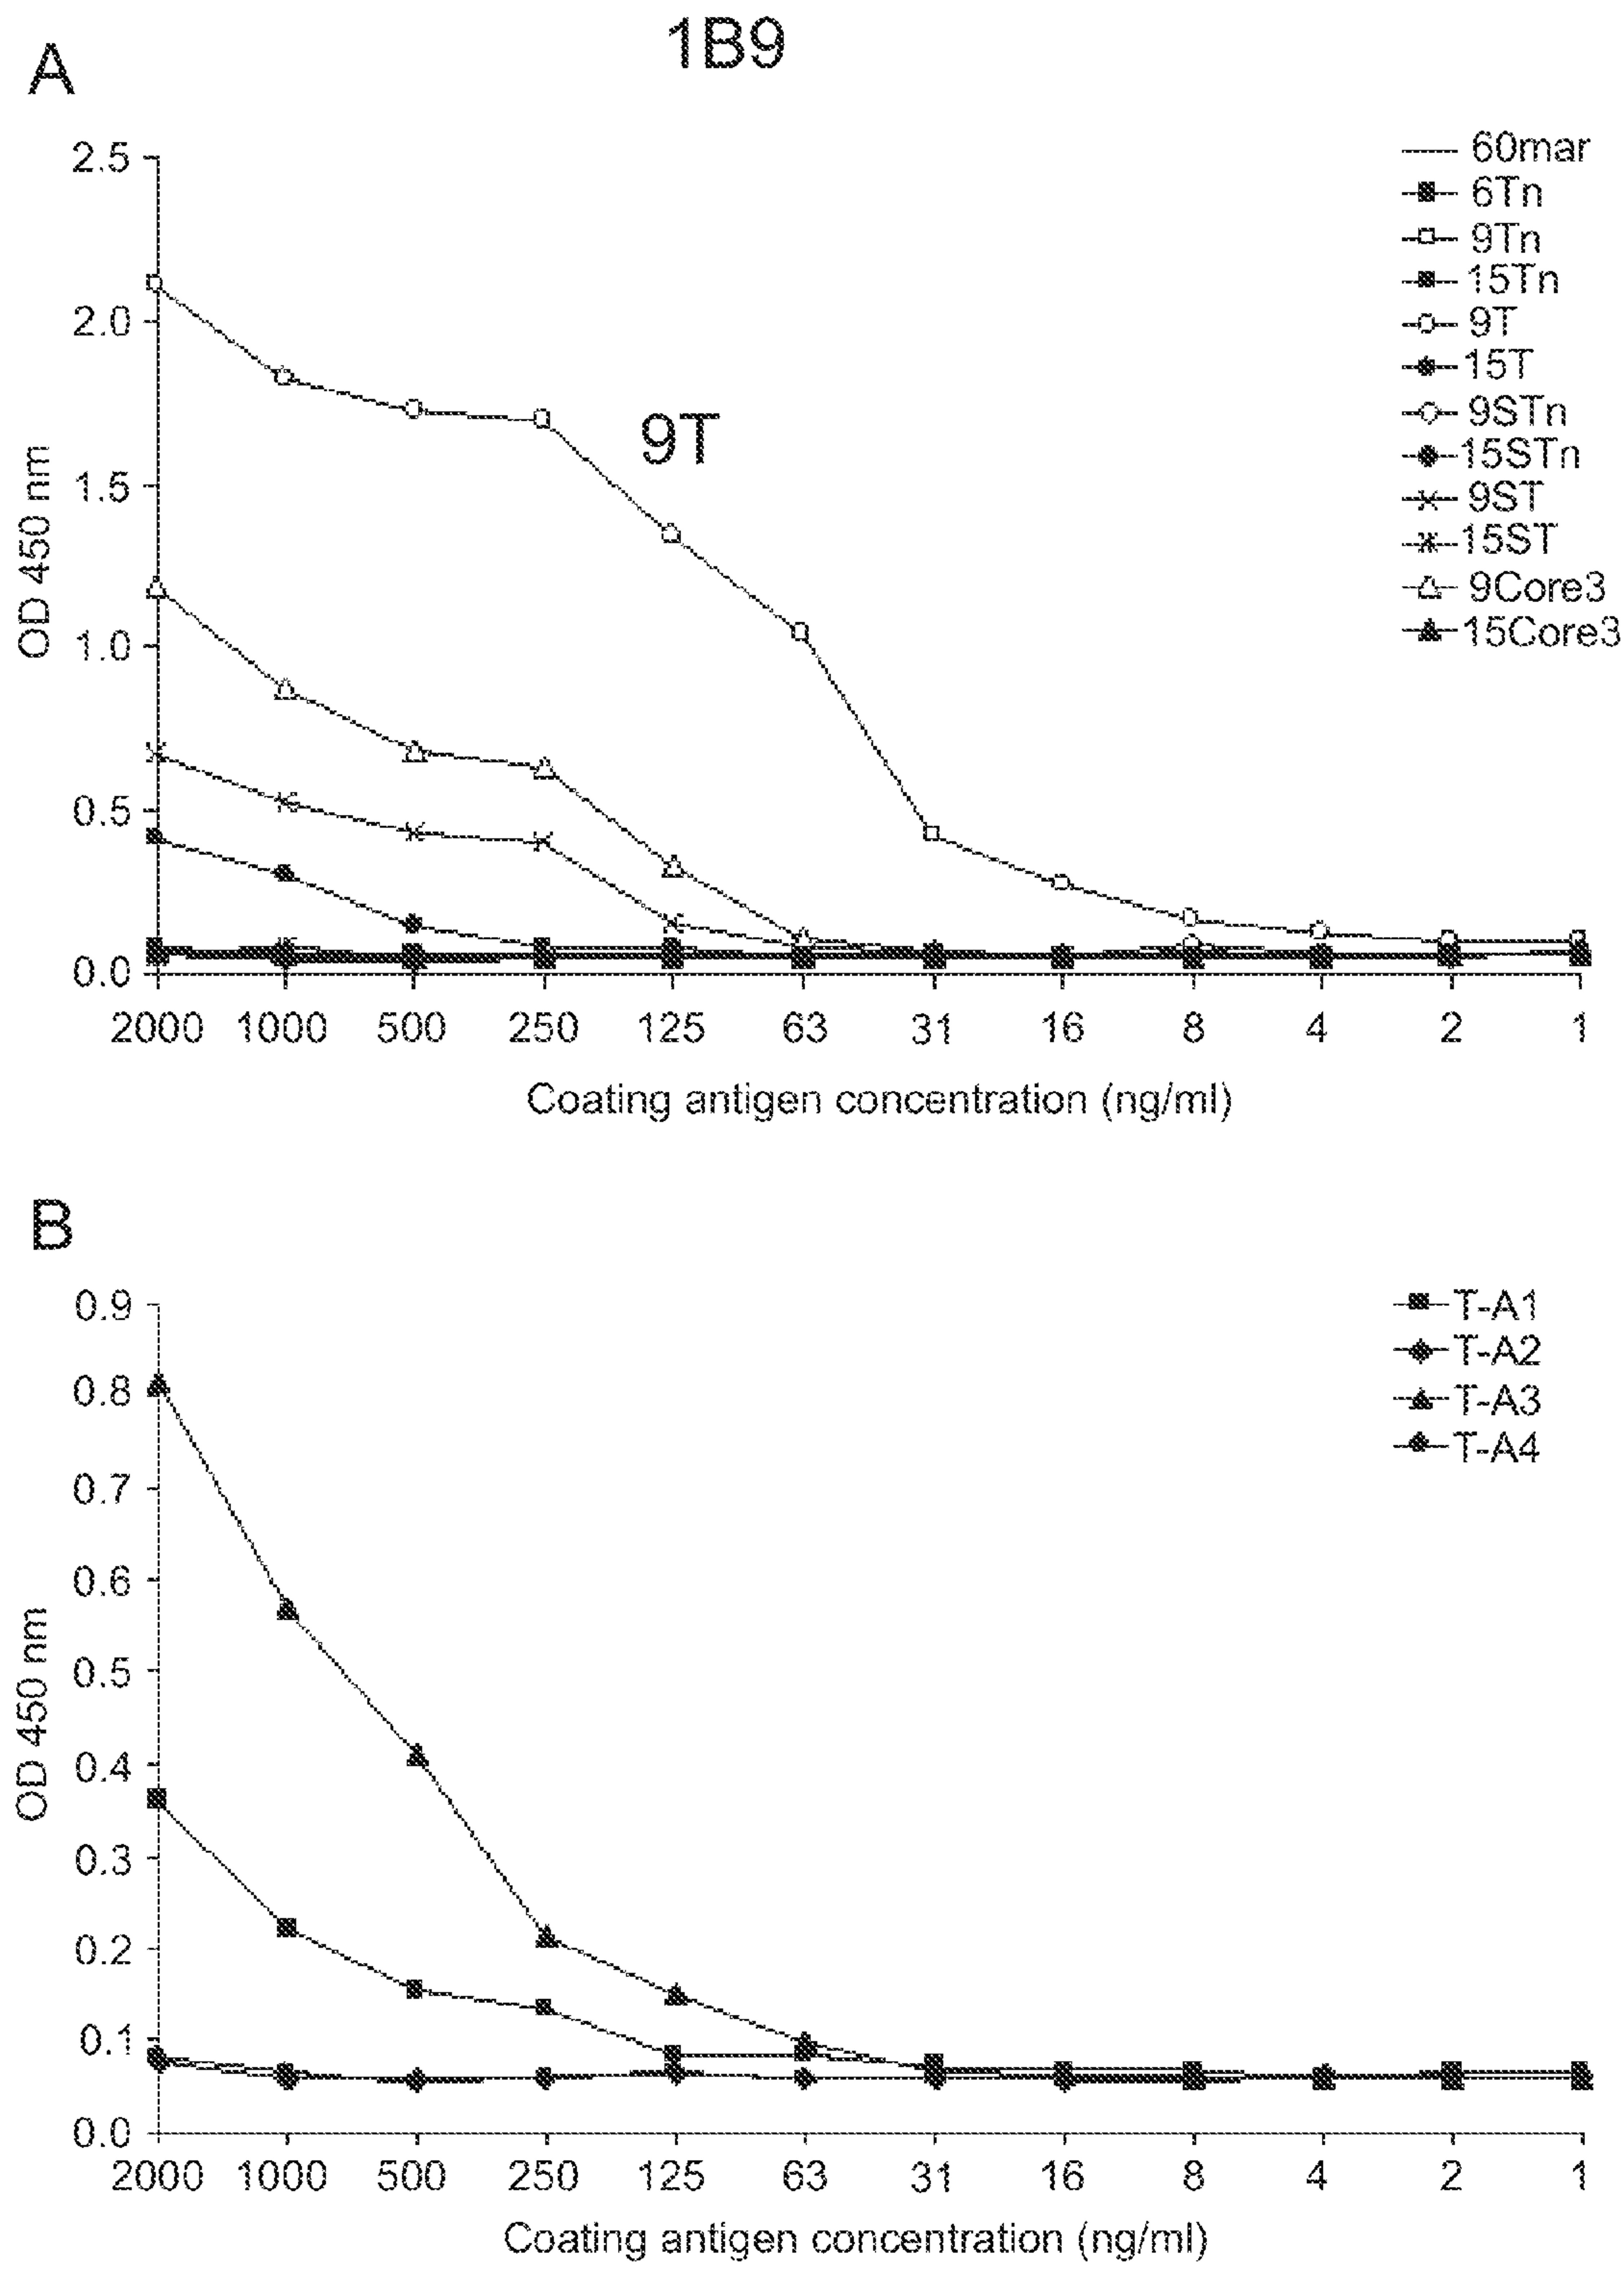 1B9
A
2.5
2.0
1.5
1.0
0.5
0.0
OD 450 nm
9T
60mar
6Tn
9Tn
15Tn
9T
15T
9STn
15STn
9ST
15ST
9Core3
15Core3
2000 1000 500 250 125 63 31 16 8 4 2 1
Coating antigen concentration (ng/ml)
B
0.9
0.8
0.7
0.6
0.5
0.4
0.3
0.2
0.1
0.0
OD 450 nm
T-A1
T-A2
T-A3
T-A4
2000 1000 500 250 125 63 31 16 8 4 2 1
Coating antigen concentration (ng/ml)